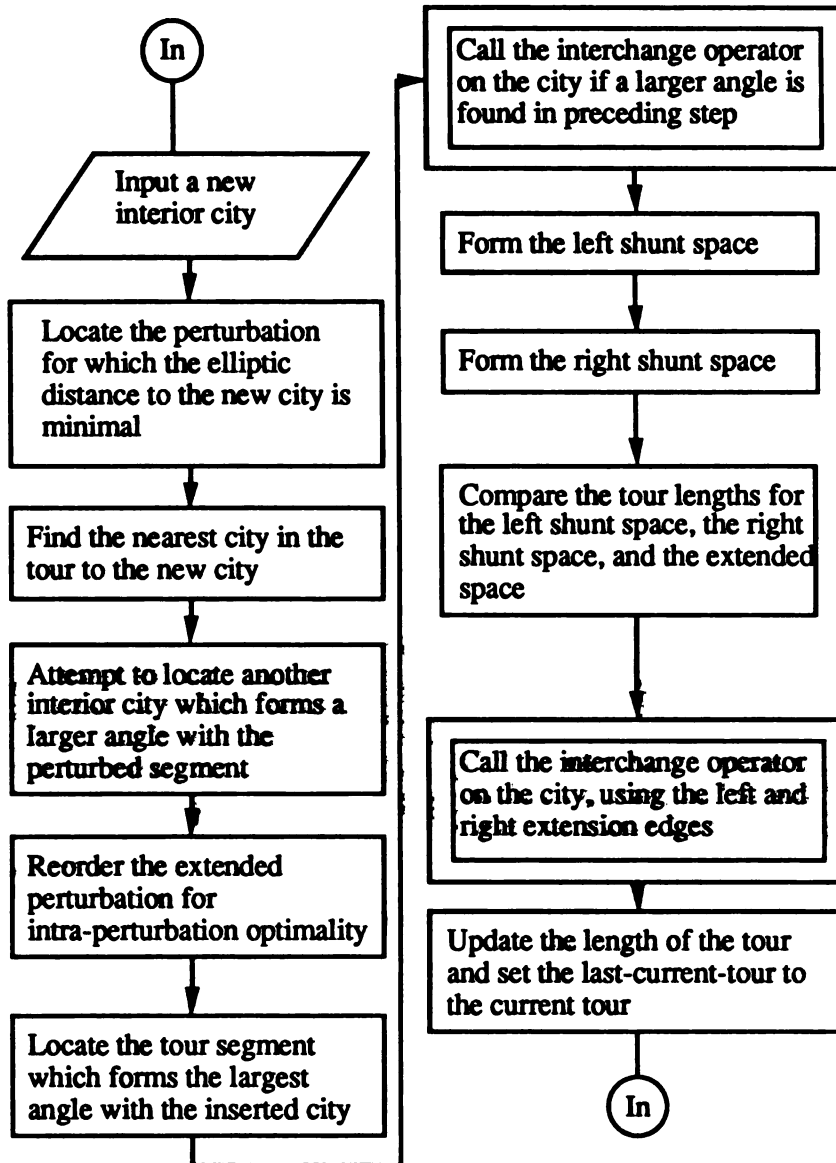 In
Input a new
interior city
Locate the perturbation
for which the elliptic
distance to the new city is
minimal
Find the nearest city in the
tour to the new city
Attempt to locate another
interior city which forms a
larger angle with the
perturbed segment
Reorder the extended
perturbation for
intra-perturbation optimality
Locate the tour segment
which forms the largest
angle with the inserted city
Call the interchange operator
on the city if a larger angle is
found in preceding step
Form the left shunt space
Form the right shunt space
Compare the tour lengths for
the left shunt space, the right
shunt space, and the extended
space
Call the interchange operator
on the city, using the left and
right extension edges
Update the length of the tour
and set the last-current-tour to
the current tour
In